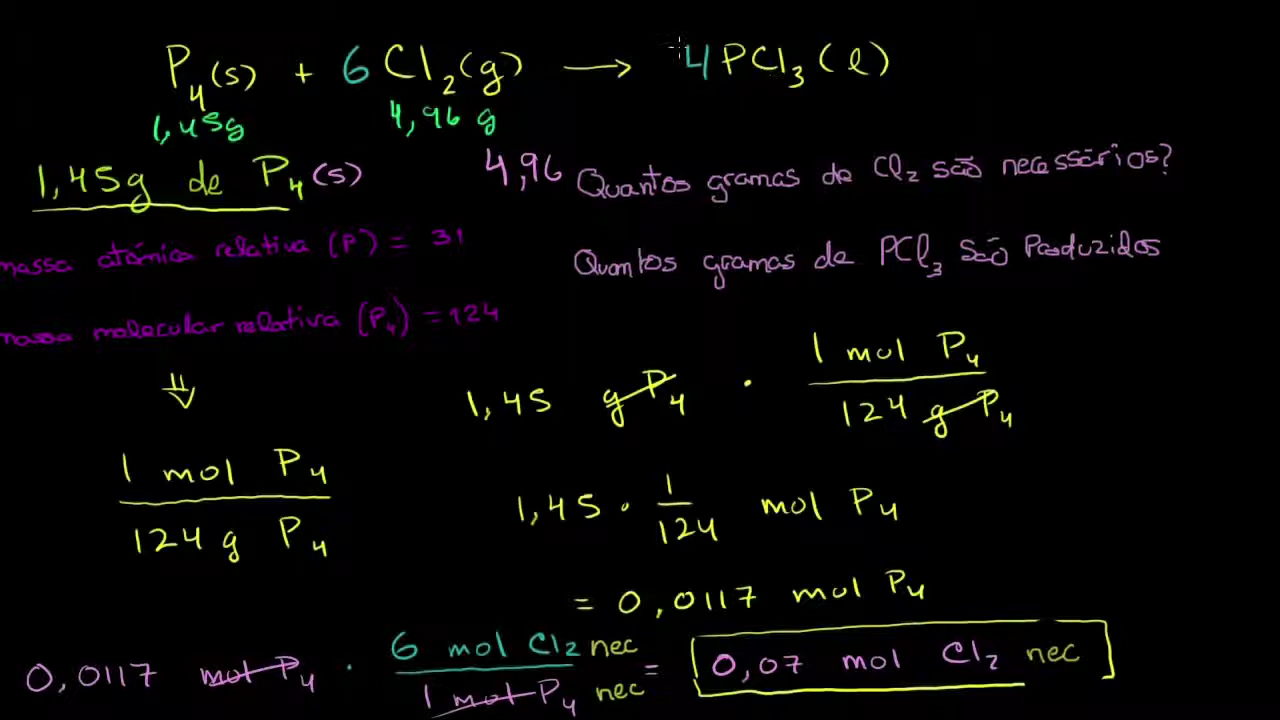 P₄(s) + 6 Cl₂(g) → 4 PCl₃(l)
1,45g 4,96 g
1,45g de P₄(s)
4,96 Quantos gramas de Cl₂ são necessários?
massa atómica relativa (P) = 31
Quantos gramas de PCl₃ são Produzidos
massa molecular relativa (P₄) = 124
⇓
1 mol P₄
124 g P₄
1,45 g P₄ · 1 mol P₄
124 g P₄
1,45 · 1/124 mol P₄
= 0,0117 mol P₄
0,0117 mol P₄ · 6 mol Cl₂ nec
1 mol P₄ nec
= 0,07 mol Cl₂ nec